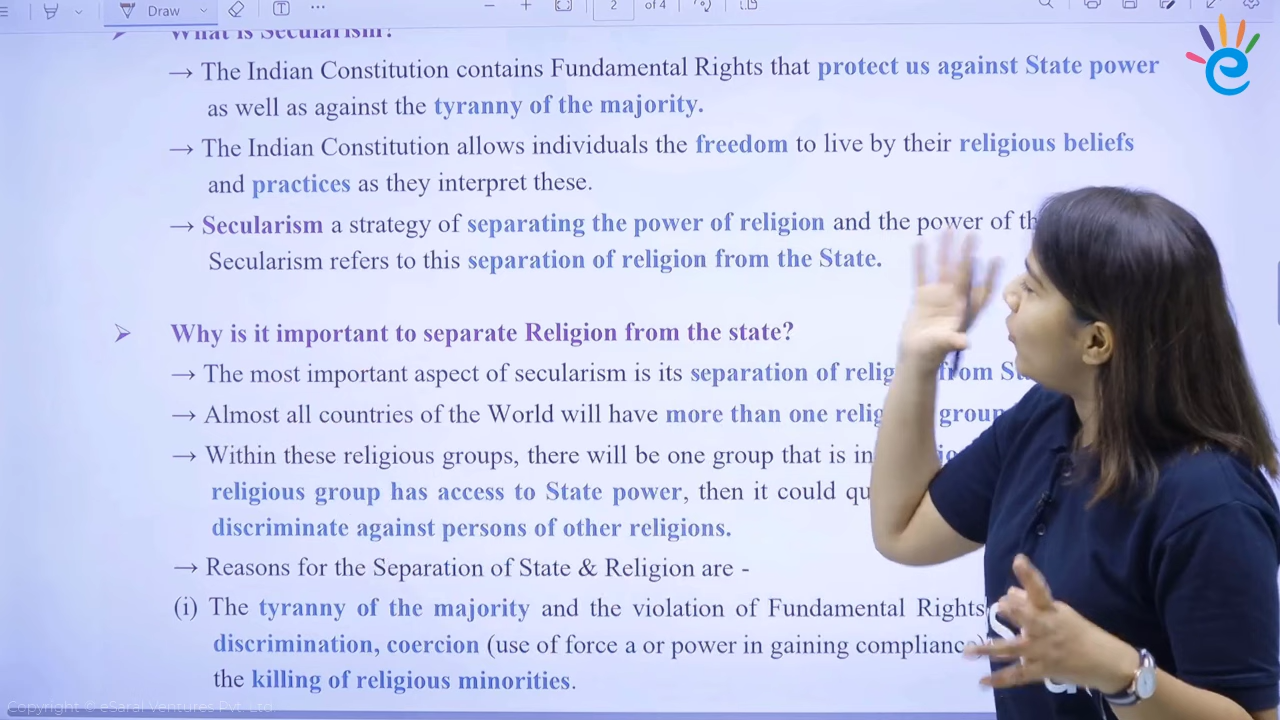 Draw
2 of 4
What is Secularism?
→ The Indian Constitution contains Fundamental Rights that protect us against State power
as well as against the tyranny of the majority.
→ The Indian Constitution allows individuals the freedom to live by their religious beliefs
and practices as they interpret these.
→ Secularism a strategy of separating the power of religion and the power of
Secularism refers to this separation of religion from the State.
➢ Why is it important to separate Religion from the state?
→ The most important aspect of secularism is its separation of from
→ Almost all countries of the World will have more than one
→ Within these religious groups, there will be one group that is in
religious group has access to State power, then it could
discriminate against persons of other religions.
→ Reasons for the Separation of State & Religion are -
(i) The tyranny of the majority and the violation of Fundamental Rights
discrimination, coercion (use of force a or power in gaining
the killing of religious minorities.
Copyright © eSaral Ventures Pvt. Ltd.